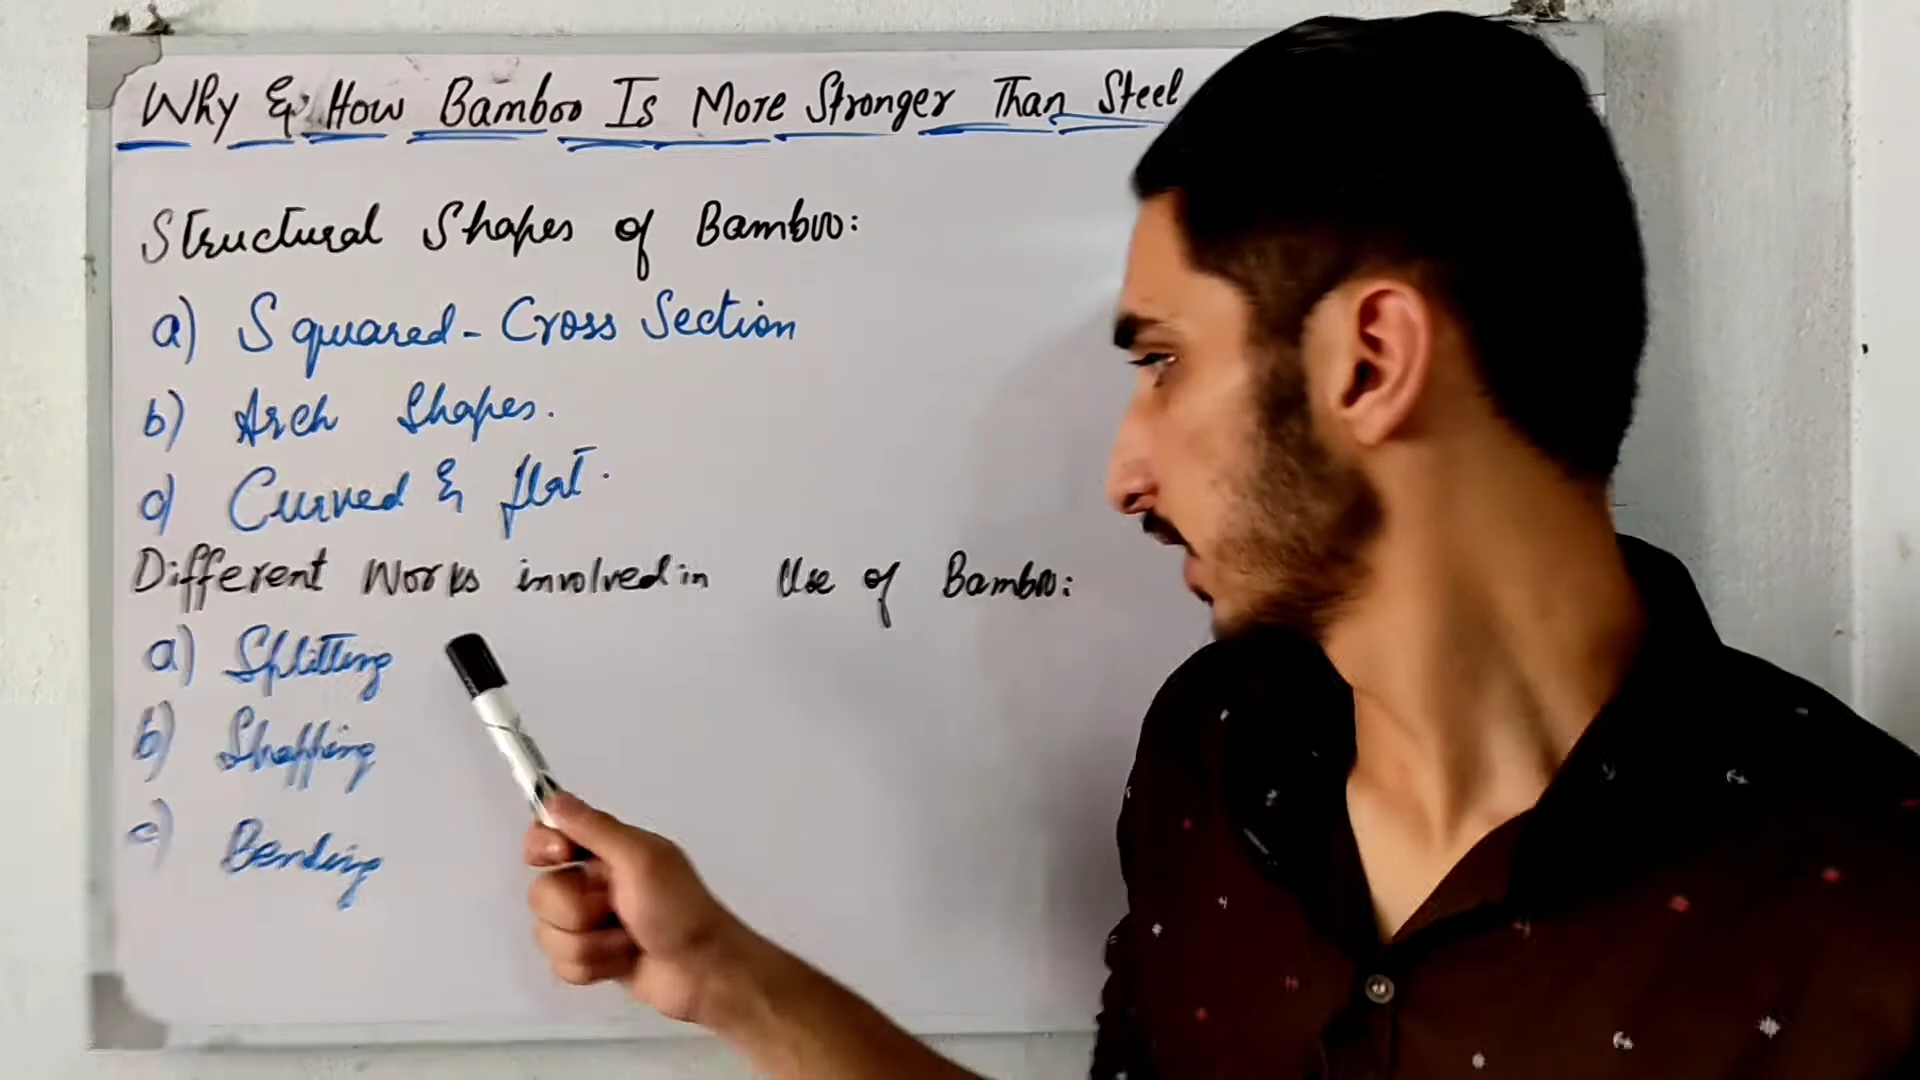 Why & How Bamboo Is More Stronger Than Steel
Structural Shapes of Bamboo:
a) Squared - Cross Section
b) Arch Shapes.
c) Curved & flat.
Different Works involved in Use of Bamboo:
a) Splitting
b) Shapping
c) Bending